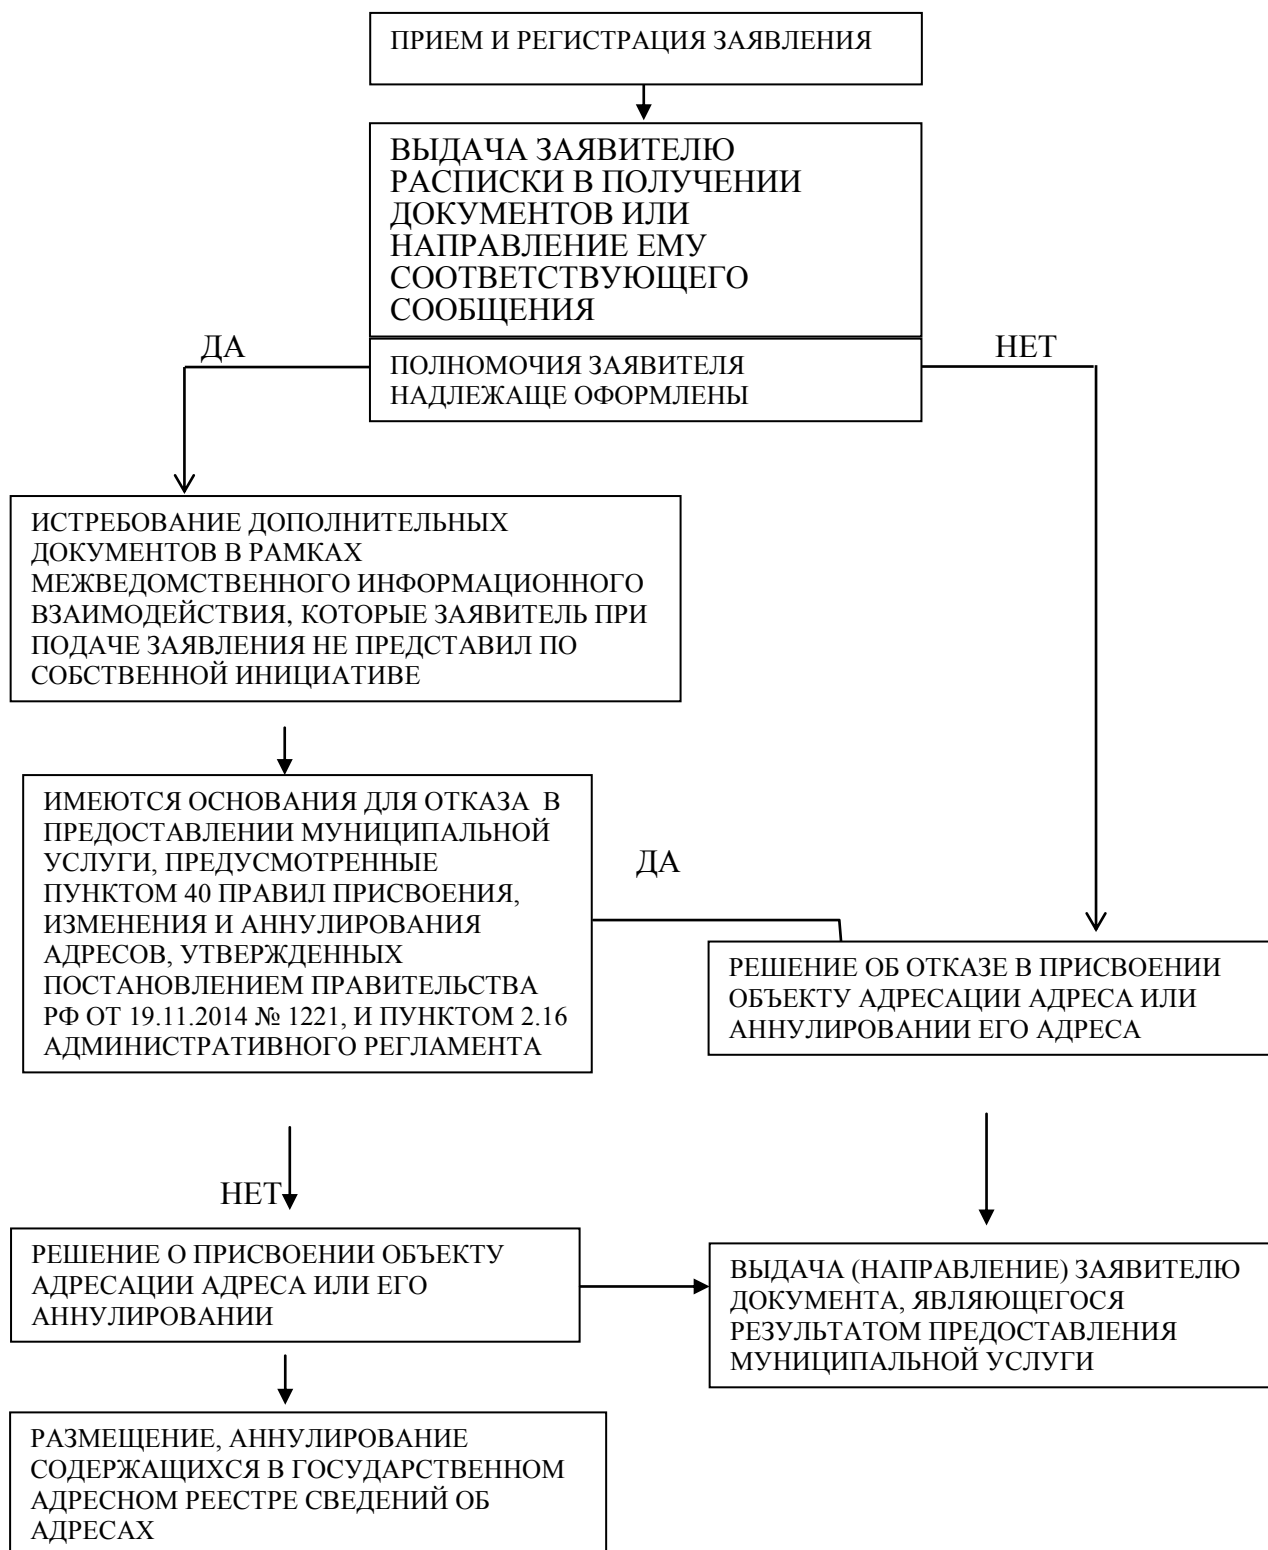 ПРИЕМ И РЕГИСТРАЦИЯ ЗАЯВЛЕНИЯ
ВЫДАЧА ЗАЯВИТЕЛЮ
РАСПИСКИ В ПОЛУЧЕНИИ
ДОКУМЕНТОВ ИЛИ
НАПРАВЛЕНИЕ ЕМУ
СООТВЕТСТВУЮЩЕГО
СООБЩЕНИЯ
ДА
НЕТ
ПОЛНОМОЧИЯ ЗАЯВИТЕЛЯ
НАДЛЕЖАЩЕ ОФОРМЛЕНЫ
ИСТРЕБОВАНИЕ ДОПОЛНИТЕЛЬНЫХ
ДОКУМЕНТОВ В РАМКАХ
МЕЖВЕДОМСТВЕННОГО ИНФОРМАЦИОННОГО
ВЗАИМОДЕЙСТВИЯ, КОТОРЫЕ ЗАЯВИТЕЛЬ ПРИ
ПОДАЧЕ ЗАЯВЛЕНИЯ НЕ ПРЕДСТАВИЛ ПО
СОБСТВЕННОЙ ИНИЦИАТИВЕ
ИМЕЮТСЯ ОСНОВАНИЯ ДЛЯ ОТКАЗА В
ПРЕДОСТАВЛЕНИИ МУНИЦИПАЛЬНОЙ
УСЛУГИ, ПРЕДУСМОТРЕННЫЕ
ПУНКТОМ 40 ПРАВИЛ ПРИСВОЕНИЯ,
ИЗМЕНЕНИЯ И АННУЛИРОВАНИЯ
АДРЕСОВ, УТВЕРЖДЕННЫХ
ПОСТАНОВЛЕНИЕМ ПРАВИТЕЛЬСТВА
РФ ОТ 19.11.2014 № 1221, И ПУНКТОМ 2.16
АДМИНИСТРАТИВНОГО РЕГЛАМЕНТА
ДА
РЕШЕНИЕ ОБ ОТКАЗЕ В ПРИСВОЕНИИ
ОБЪЕКТУ АДРЕСАЦИИ АДРЕСА ИЛИ
АННУЛИРОВАНИИ ЕГО АДРЕСА
НЕТ
РЕШЕНИЕ О ПРИСВОЕНИИ ОБЪЕКТУ
АДРЕСАЦИИ АДРЕСА ИЛИ ЕГО
АННУЛИРОВАНИИ
ВЫДАЧА (НАПРАВЛЕНИЕ) ЗАЯВИТЕЛЮ
ДОКУМЕНТА, ЯВЛЯЮЩЕГОСЯ
РЕЗУЛЬТАТОМ ПРЕДОСТАВЛЕНИЯ
МУНИЦИПАЛЬНОЙ УСЛУГИ
РАЗМЕЩЕНИЕ, АННУЛИРОВАНИЕ
СОДЕРЖАЩИХСЯ В ГОСУДАРСТВЕННОМ
АДРЕСНОМ РЕЕСТРЕ СВЕДЕНИЙ ОБ
АДРЕСАХ